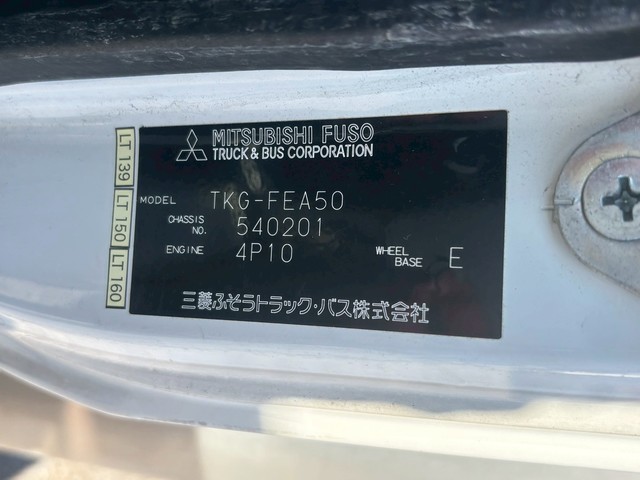 MITSUBISHI FUSO
TRUCK & BUS CORPORATION
MODEL TKG-FEA50
CHASSIS NO. 540201
ENGINE 4P10 WHEEL BASE E
三菱ふそうトラック・バス株式会社
LT 139
LT 150
LT 160